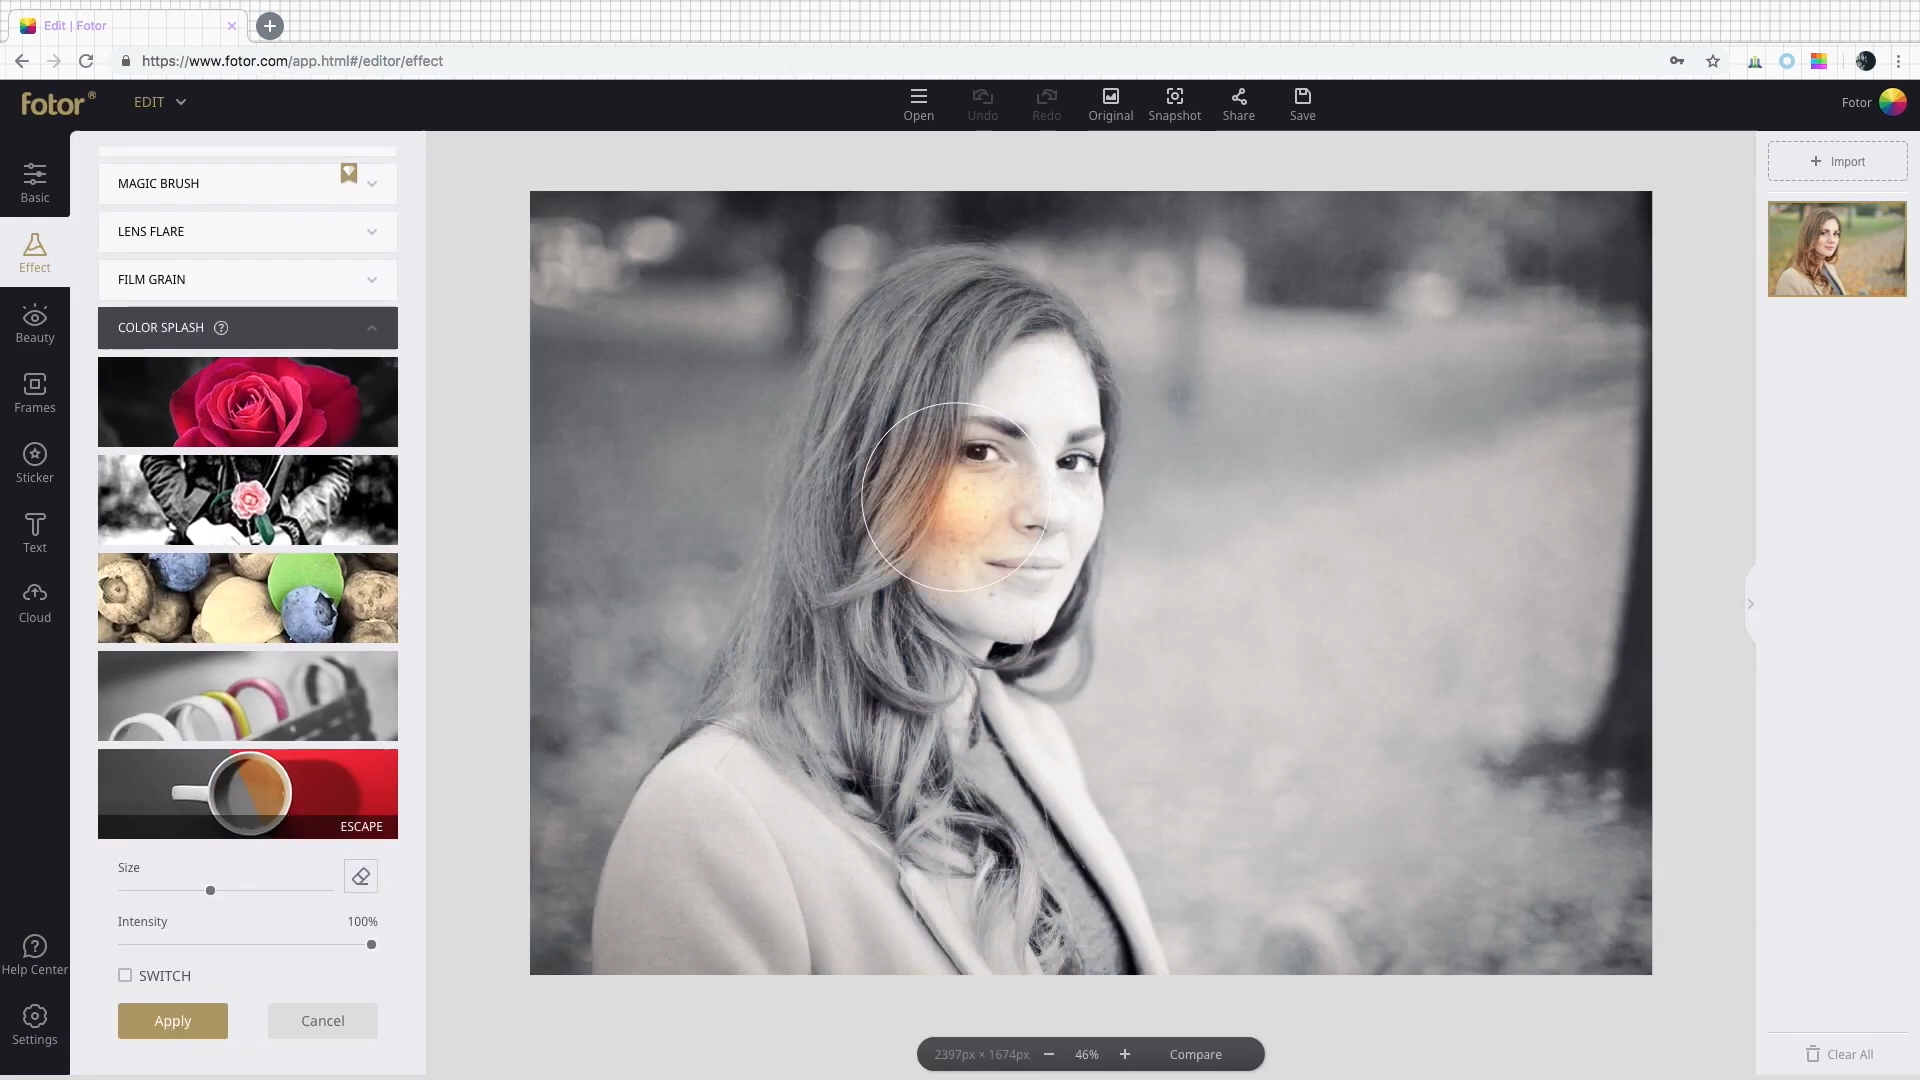 Edit | Fotor
https://www.fotor.com/app.html#/editor/effect
fotor®
EDIT
Open
Undo
Redo
Original
Snapshot
Share
Save
Fotor
Basic
Effect
Beauty
Frames
Sticker
Text
Cloud
Help Center
Settings
MAGIC BRUSH
LENS FLARE
FILM GRAIN
COLOR SPLASH ?
ESCAPE
Size
Intensity 100%
SWITCH
Apply
Cancel
2397px × 1674px
46%
Compare
Import
Clear All